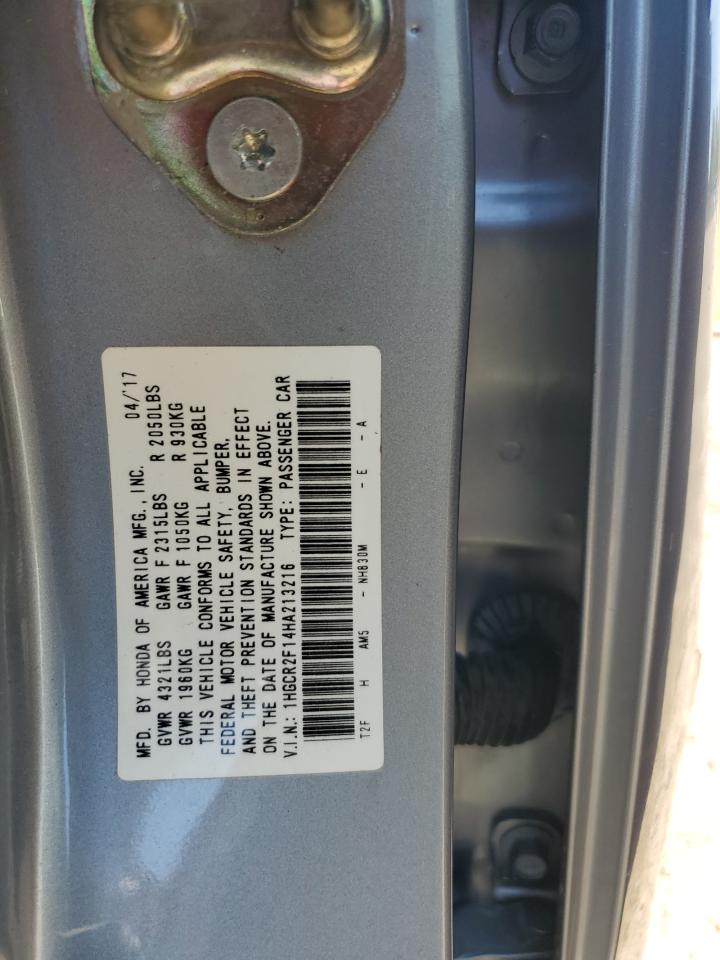 MFD. BY HONDA OF AMERICA MFG., INC. 04/'17
GVWR 4321LBS GAWR F 2315LBS R 2050LBS
GVWR 1960KG GAWR F 1050KG R 930KG
THIS VEHICLE CONFORMS TO ALL APPLICABLE
FEDERAL MOTOR VEHICLE SAFETY, BUMPER,
AND THEFT PREVENTION STANDARDS IN EFFECT
ON THE DATE OF MANUFACTURE SHOWN ABOVE.
V.I.N.: 1HGCR2F14HA213216 TYPE: PASSENGER CAR
T2F H AM5 - NH830M - E - A